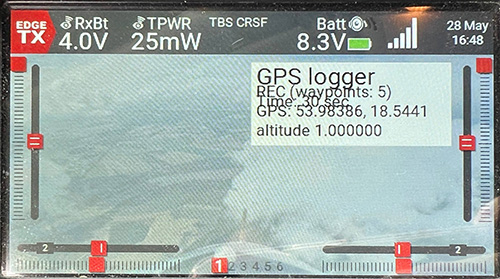 EDGE TX
RxBt
4.0V
TPWR
25mW
TBS CRSF
Batt
8.3V
28 May
16:48
GPS logger
REC (waypoints: 5)
Time: 30 sec
GPS: 53.98386, 18.5441
altitude 1.000000
2
1
1
2
1 2 3 4 5 6